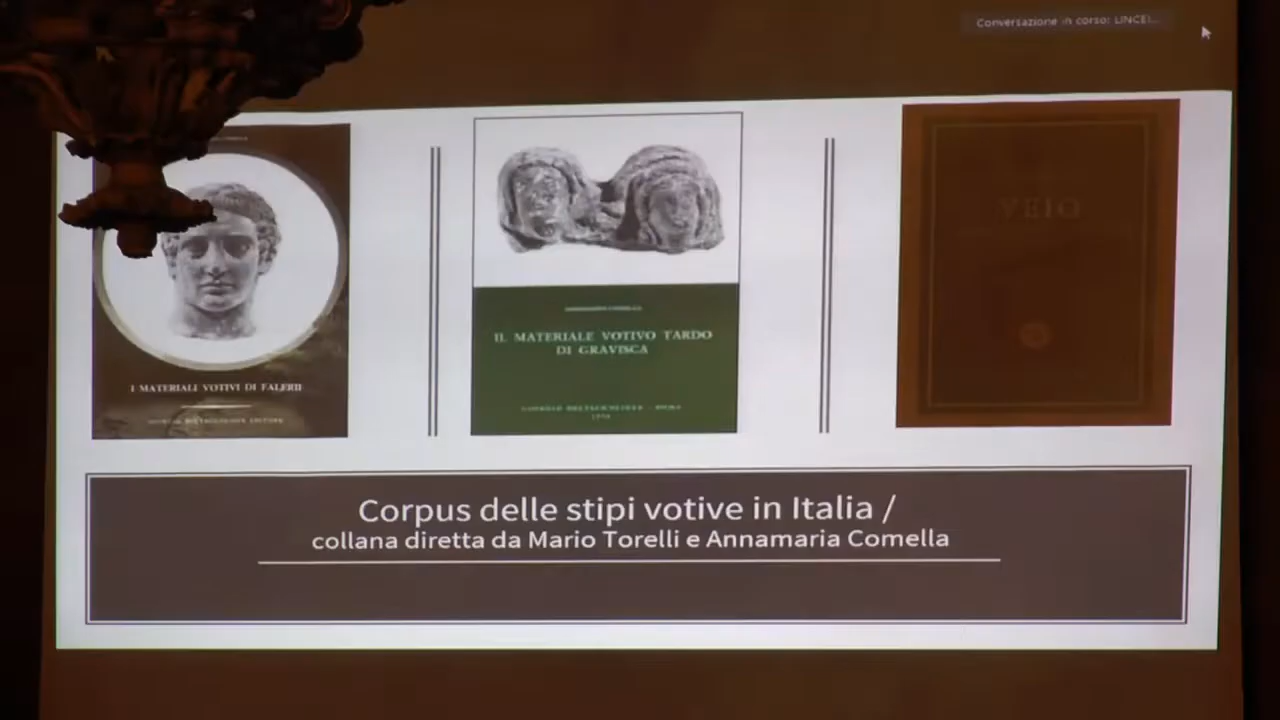 Conversazione in corso: LINCEI...
I MATERIALI VOTIVI DI FALERII
IL MATERIALE VOTIVO TARDO
DI GRAVISCA
VEIO
Corpus delle stipi votive in Italia /
collana diretta da Mario Torelli e Annamaria Comella